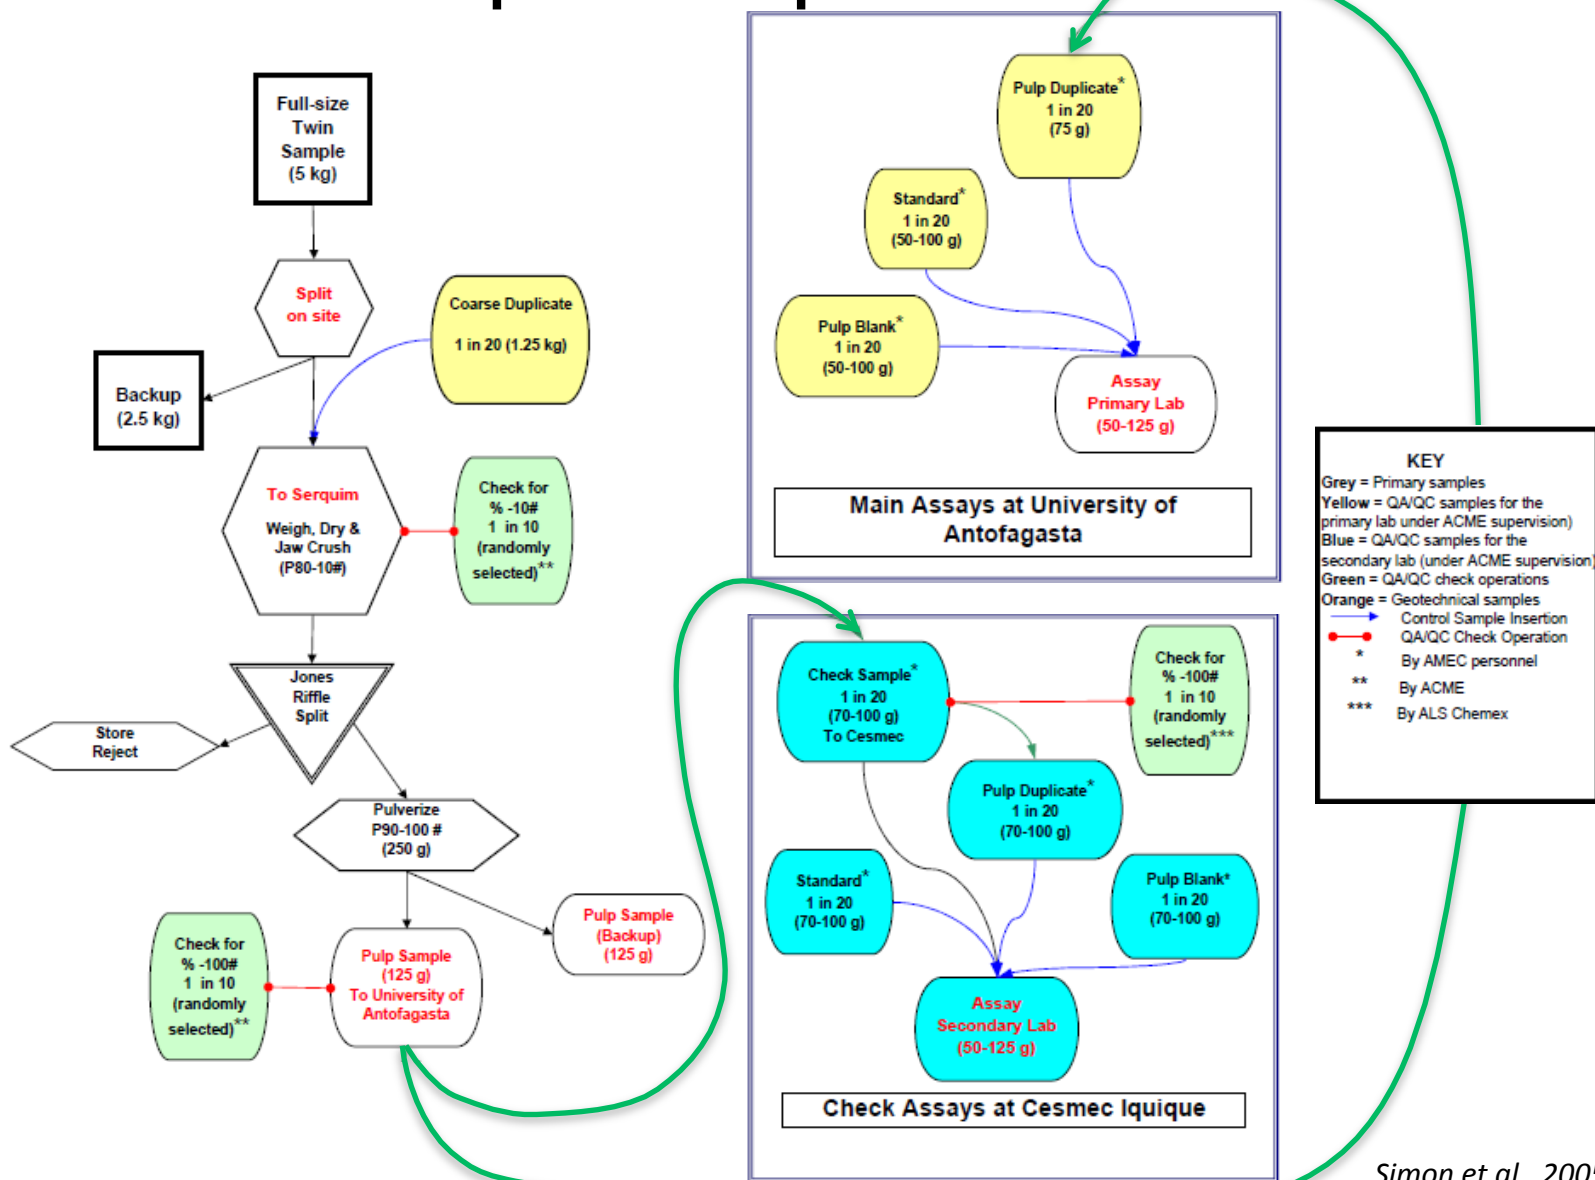 Full-size
Twin
Sample
(5 kg)
Split
on site
Backup
(2.5 kg)
Coarse Duplicate
1 in 20 (1.25 kg)
To Serquim
Weigh, Dry &
Jaw Crush
(P80-10#)
Check for
% -10#
1 in 10
(randomly
selected)**
Jones
Riffle
Split
Store
Reject
Pulverize
P90-100 #
(250 g)
Pulp Sample
(Backup)
(125 g)
Check for
% -100#
1 in 10
(randomly
selected)**
Pulp Sample
(125 g)
To University of
Antofagasta
Pulp Duplicate*
1 in 20
(75 g)
Standard*
1 in 20
(50-100 g)
Pulp Blank*
1 in 20
(50-100 g)
Assay
Primary Lab
(50-125 g)
Main Assays at University of
Antofagasta
Check Sample*
1 in 20
(70-100 g)
To Cesmec
Check for
% -100#
1 in 10
(randomly
selected)***
Pulp Duplicate*
1 in 20
(70-100 g)
Standard*
1 in 20
(70-100 g)
Pulp Blank*
1 in 20
(70-100 g)
Assay
Secondary Lab
(50-125 g)
Check Assays at Cesmec Iquique
KEY
Grey = Primary samples
Yellow = QA/QC samples for the
primary lab under ACME supervision)
Blue = QA/QC samples for the
secondary lab (under ACME supervision)
Green = QA/QC check operations
Orange = Geotechnical samples
Control Sample Insertion
QA/QC Check Operation
* By AMEC personnel
** By ACME
*** By ALS Chemex
Simon et al., 2005